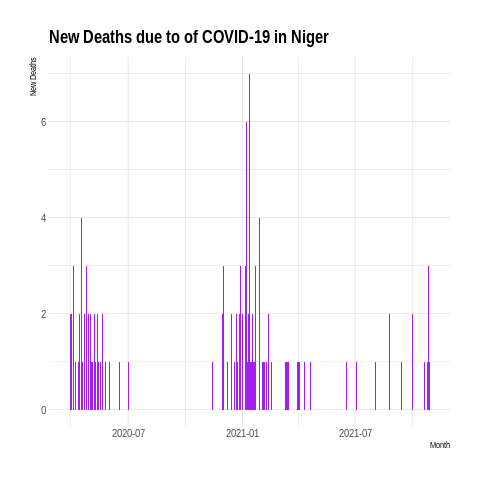 New Deaths due to of COVID-19 in Niger
New Deaths
6
4
2
0
2020-07 2021-01 2021-07
Month